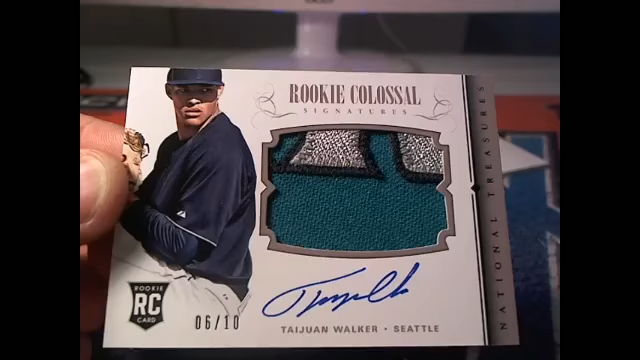 ROOKIE COLOSSAL
SIGNATURES
NATIONAL TREASURES
ROOKIE
RC
CARD
06/10
TAIJUAN WALKER • SEATTLE